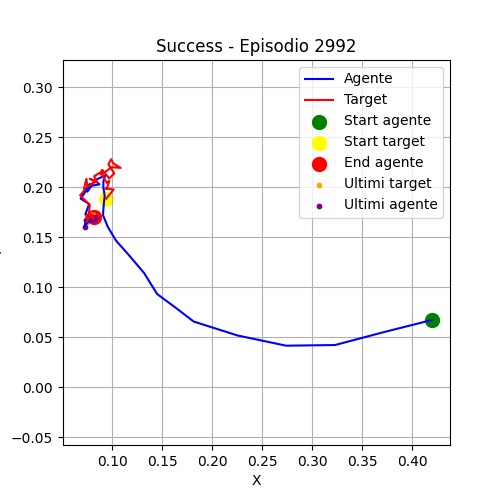 Success - Episodio 2992
Agente
Target
Start agente
Start target
End agente
Ultimi target
Ultimi agente
0.30
0.25
0.20
0.15
0.10
0.05
0.00
−0.05
0.10 0.15 0.20 0.25 0.30 0.35 0.40
X